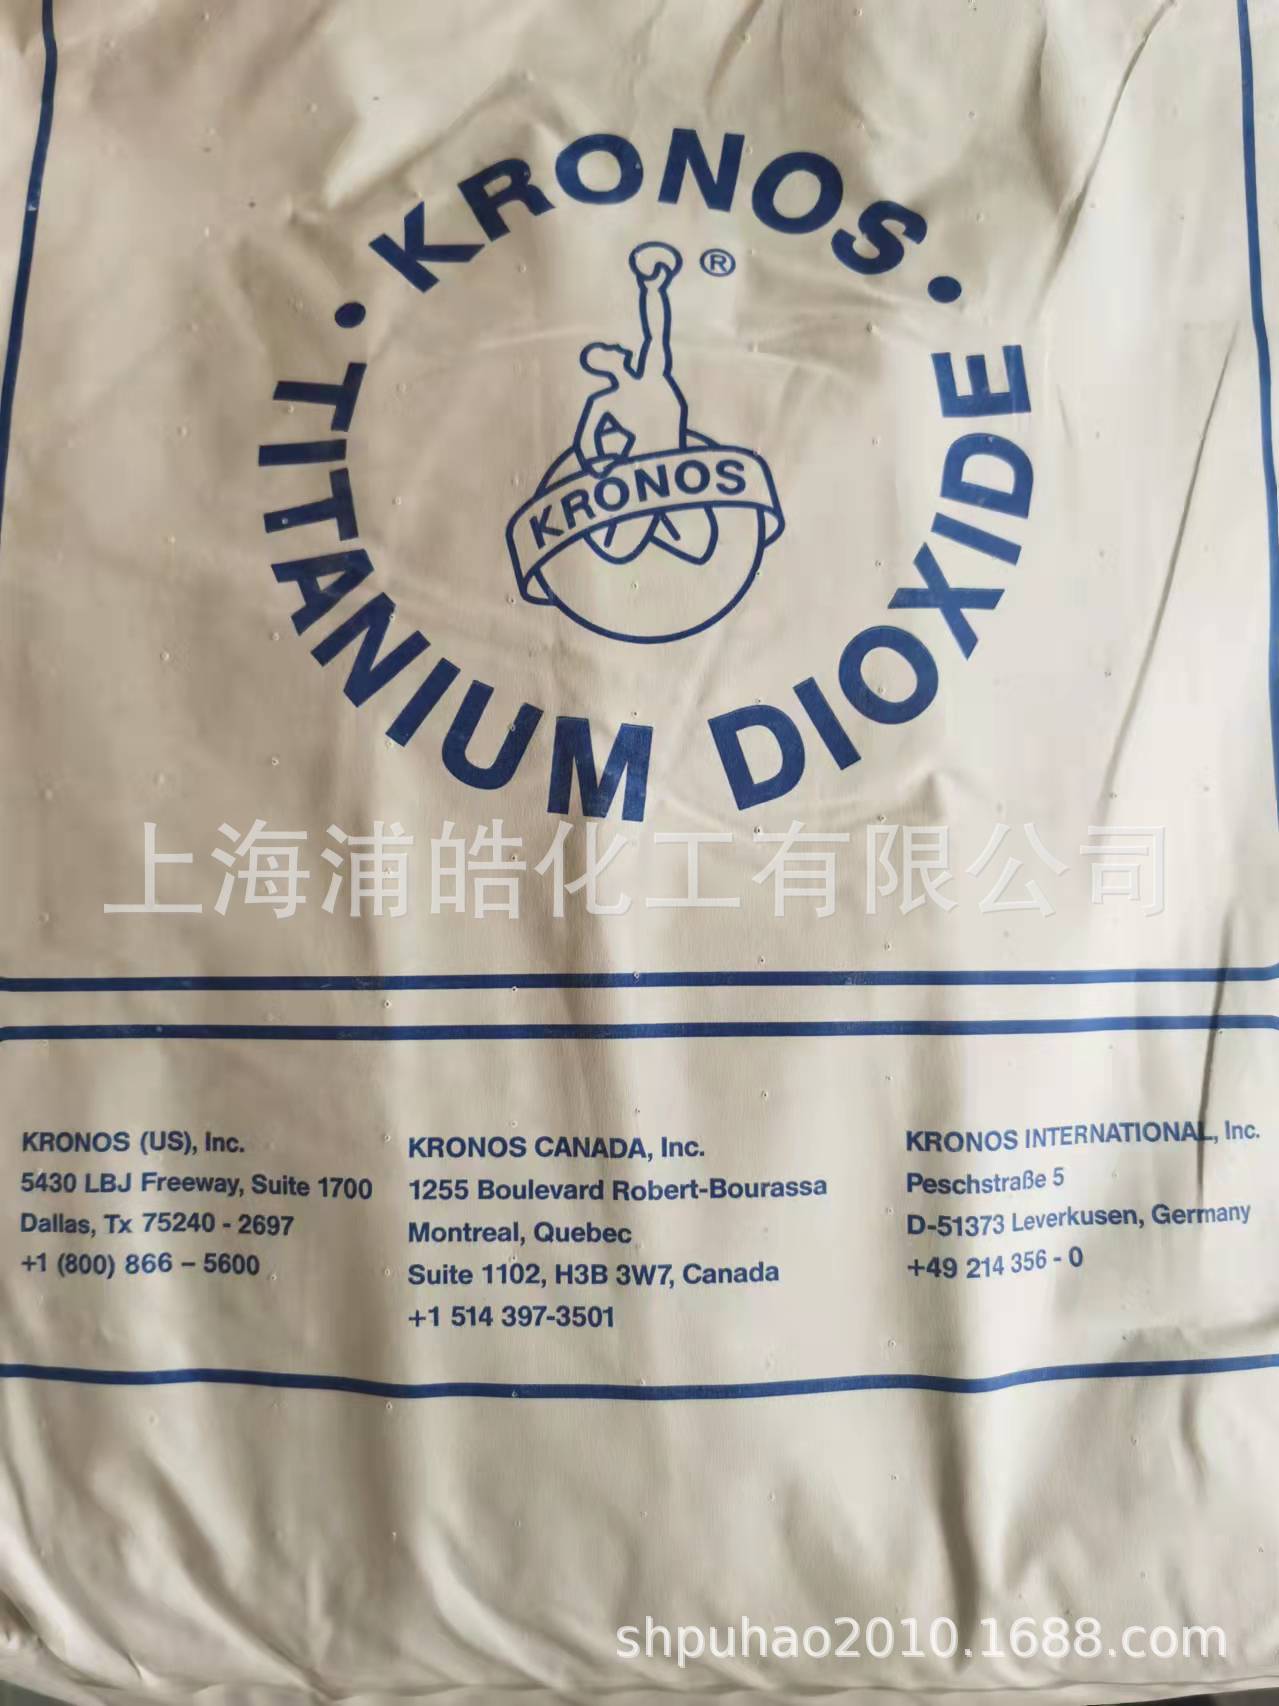 · KRONOS ·
®
KRONOS
TITANIUM DIOXIDE
上海浦皓化工有限公司
KRONOS (US), Inc.
5430 LBJ Freeway, Suite 1700
Dallas, Tx 75240 - 2697
+1 (800) 866 – 5600
KRONOS CANADA, Inc.
1255 Boulevard Robert-Bourassa
Montreal, Quebec
Suite 1102, H3B 3W7, Canada
+1 514 397-3501
KRONOS INTERNATIONAL, Inc.
Peschstraße 5
D-51373 Leverkusen, Germany
+49 214 356 - 0
shpuhao2010.1688.com